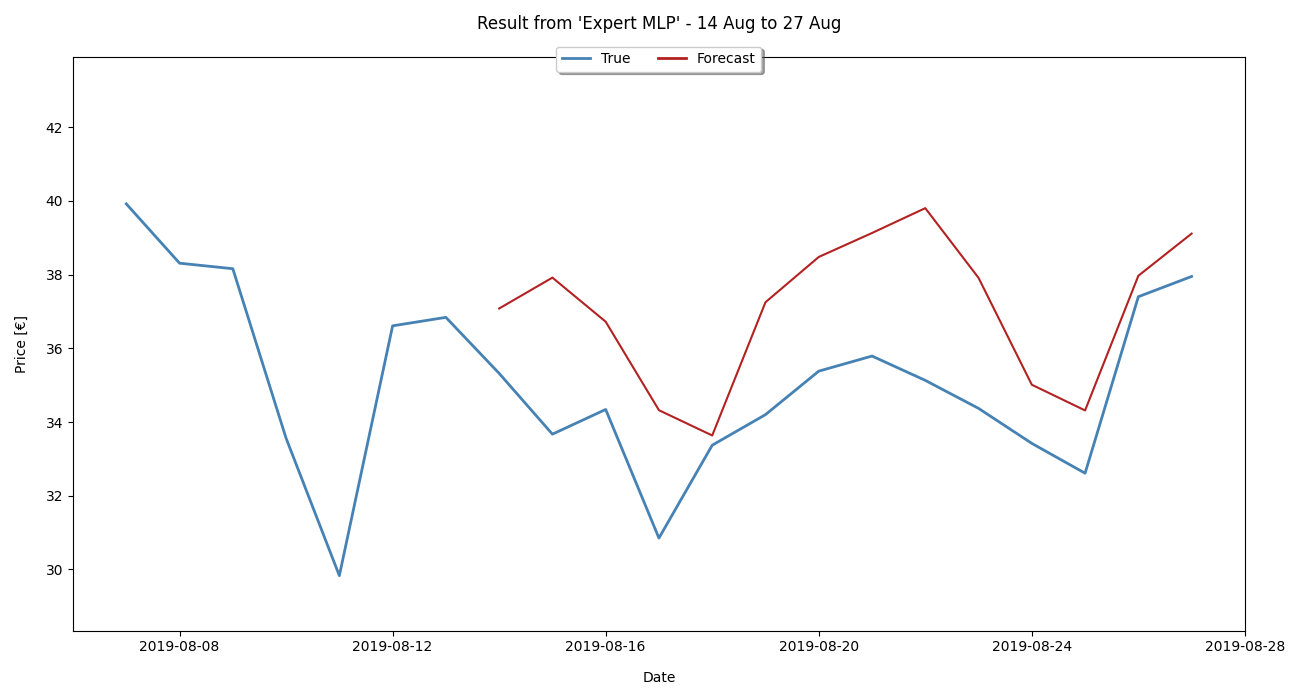 Result from 'Expert MLP' - 14 Aug to 27 Aug
True Forecast
Price [€]
42
40
38
36
34
32
30
2019-08-08 2019-08-12 2019-08-16 2019-08-20 2019-08-24 2019-08-28
Date